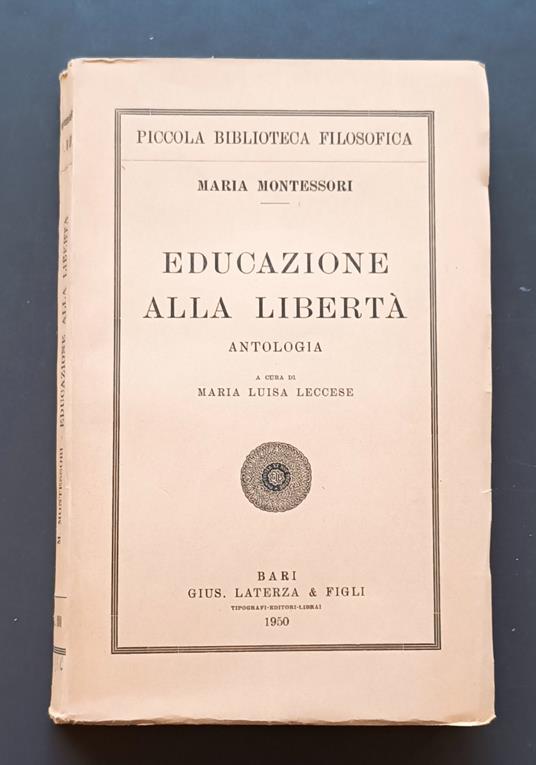 PICCOLA BIBLIOTECA FILOSOFICA
MARIA MONTESSORI
EDUCAZIONE
ALLA LIBERTÀ
ANTOLOGIA
A CURA DI
MARIA LUISA LECCESE
BARI
GIUS. LATERZA & FIGLI
TIPOGRAFI-EDITORI-LIBRAI
1950
M. MONTESSORI - EDUCAZIONE ALLA LIBERTÀ